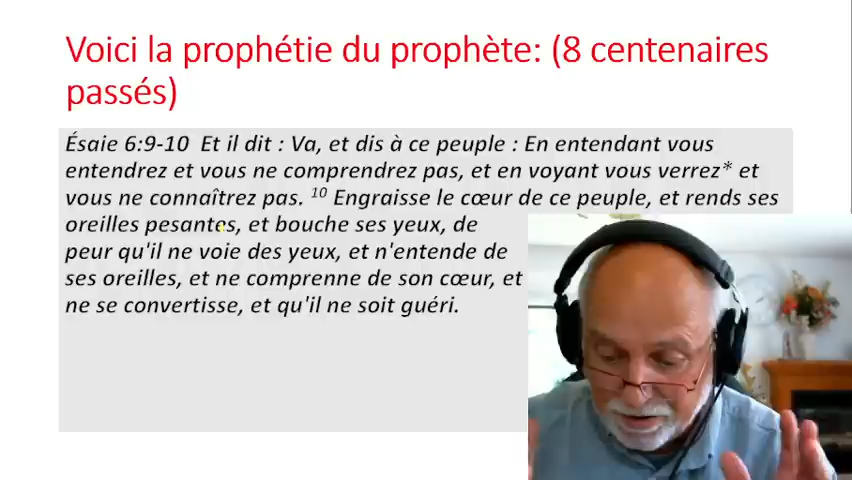 Voici la prophétie du prophète: (8 centenaires
passés)
Ésaie 6:9-10 Et il dit : Va, et dis à ce peuple : En entendant vous
entendrez et vous ne comprendrez pas, et en voyant vous verrez* et
vous ne connaîtrez pas. ¹⁰ Engraisse le cœur de ce peuple, et rends ses
oreilles pesantes, et bouche ses yeux, de
peur qu'il ne voie des yeux, et n'entende de
ses oreilles, et ne comprenne de son cœur, et
ne se convertisse, et qu'il ne soit guéri.